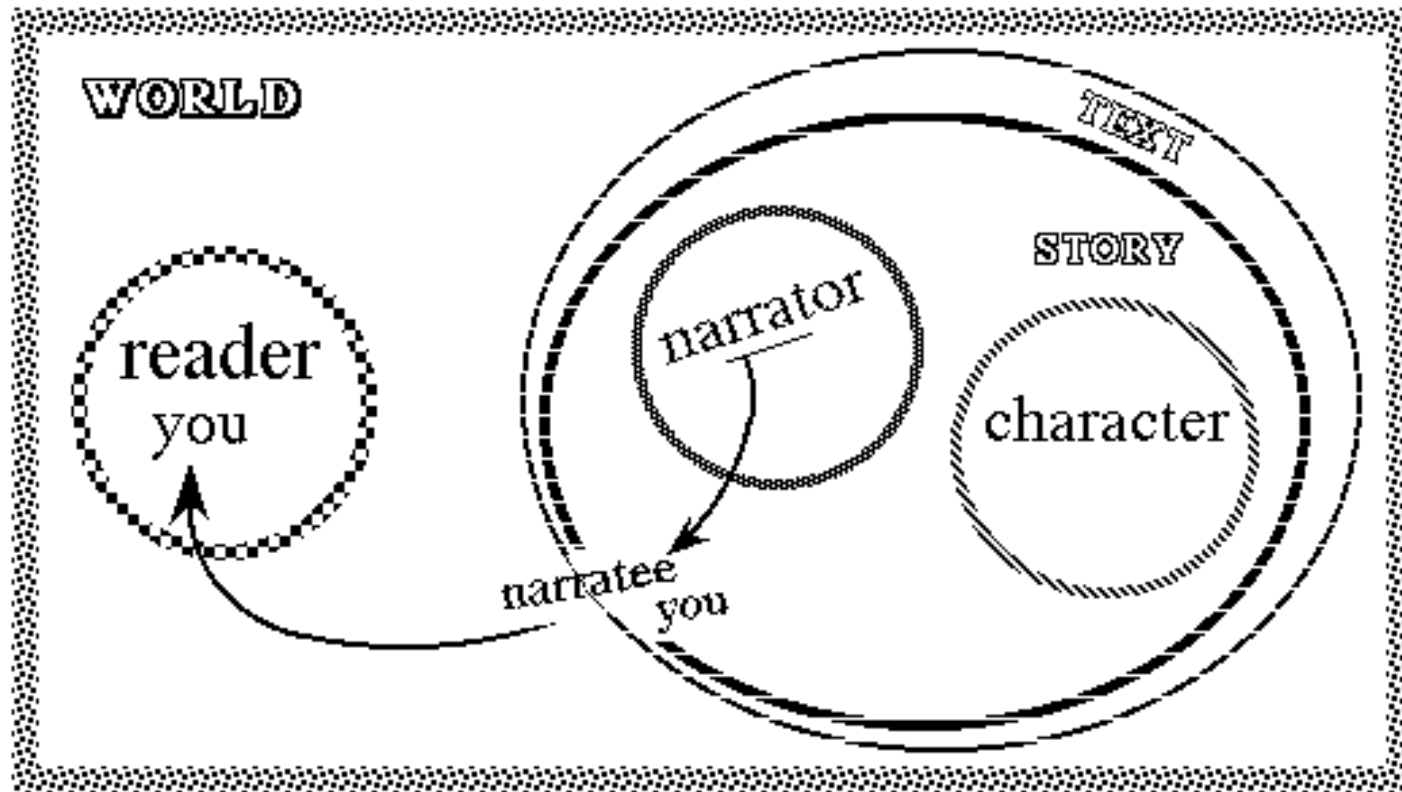 WORLD
TEXT
STORY
narrator
reader
you
character
narratee
you